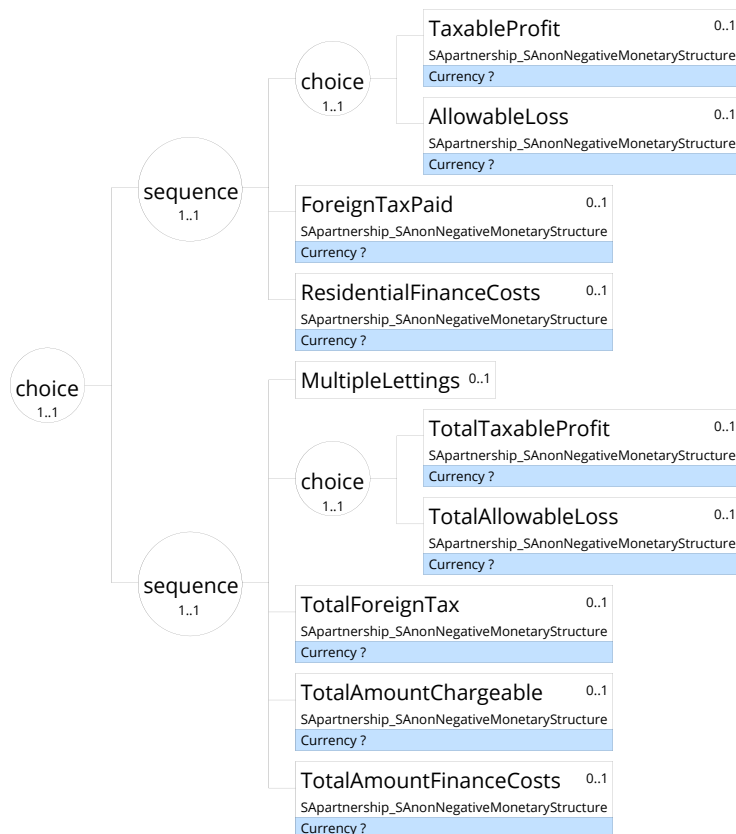 TaxableProfit 0..1
SApartnership_SAnonNegativeMonetaryStructure
Currency ?
choice
1..1
AllowableLoss 0..1
SApartnership_SAnonNegativeMonetaryStructure
Currency ?
sequence
1..1
ForeignTaxPaid 0..1
SApartnership_SAnonNegativeMonetaryStructure
Currency ?
ResidentialFinanceCosts 0..1
SApartnership_SAnonNegativeMonetaryStructure
Currency ?
choice
1..1
MultipleLettings 0..1
TotalTaxableProfit 0..1
SApartnership_SAnonNegativeMonetaryStructure
Currency ?
choice
1..1
TotalAllowableLoss 0..1
SApartnership_SAnonNegativeMonetaryStructure
Currency ?
sequence
1..1
TotalForeignTax 0..1
SApartnership_SAnonNegativeMonetaryStructure
Currency ?
TotalAmountChargeable 0..1
SApartnership_SAnonNegativeMonetaryStructure
Currency ?
TotalAmountFinanceCosts 0..1
SApartnership_SAnonNegativeMonetaryStructure
Currency ?